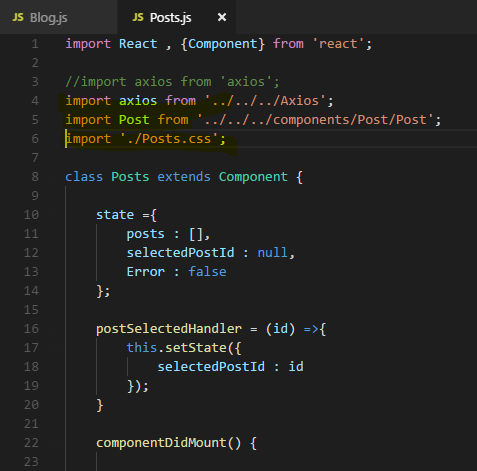 JS Blog.js JS Posts.js ×
1 import React , {Component} from 'react';
2
3 //import axios from 'axios';
4 import axios from '../../../Axios';
5 import Post from '../../../components/Post/Post';
6 import './Posts.css';
7
8 class Posts extends Component {
9
10 state ={
11 posts : [],
12 selectedPostId : null,
13 Error : false
14 };
15
16 postSelectedHandler = (id) =>{
17 this.setState({
18 selectedPostId : id
19 });
20 }
21
22 componentDidMount() {
23